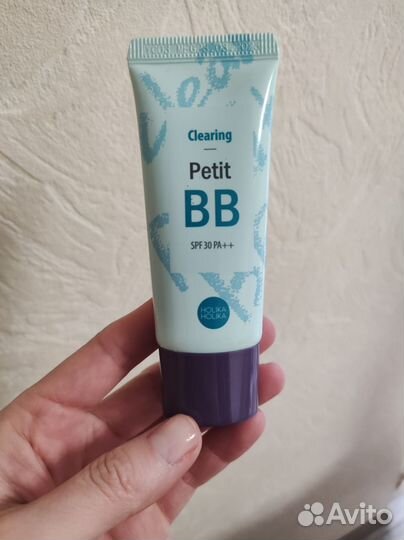 Clearing
Petit
BB
SPF 30 PA++
HOLIKA
HOLIKA
Avito